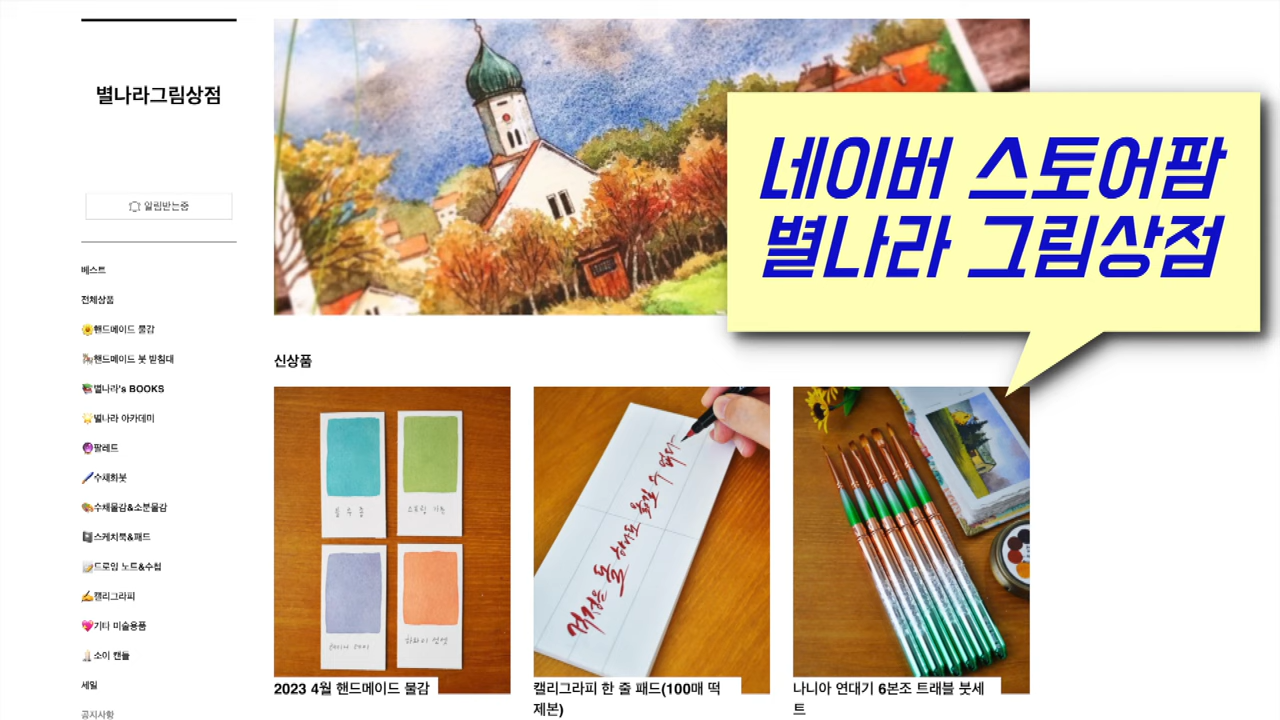 별나라그림상점
알림받는중
베스트
전체상품
핸드메이드 물감
핸드메이드 붓 받침대
별나라's BOOKS
별나라 아카데미
팔레트
수채화붓
수채물감&소분물감
스케치북&패드
드로잉 노트&수첩
캘리그라피
기타 미술용품
소이 캔들
세일
공지사항
네이버 스토어팜
별나라 그림상점
신상품
2023 4월 핸드메이드 물감
캘리그라피 한 줄 패드(100매 떡
제본)
나니아 연대기 6본조 트래블 붓세
트